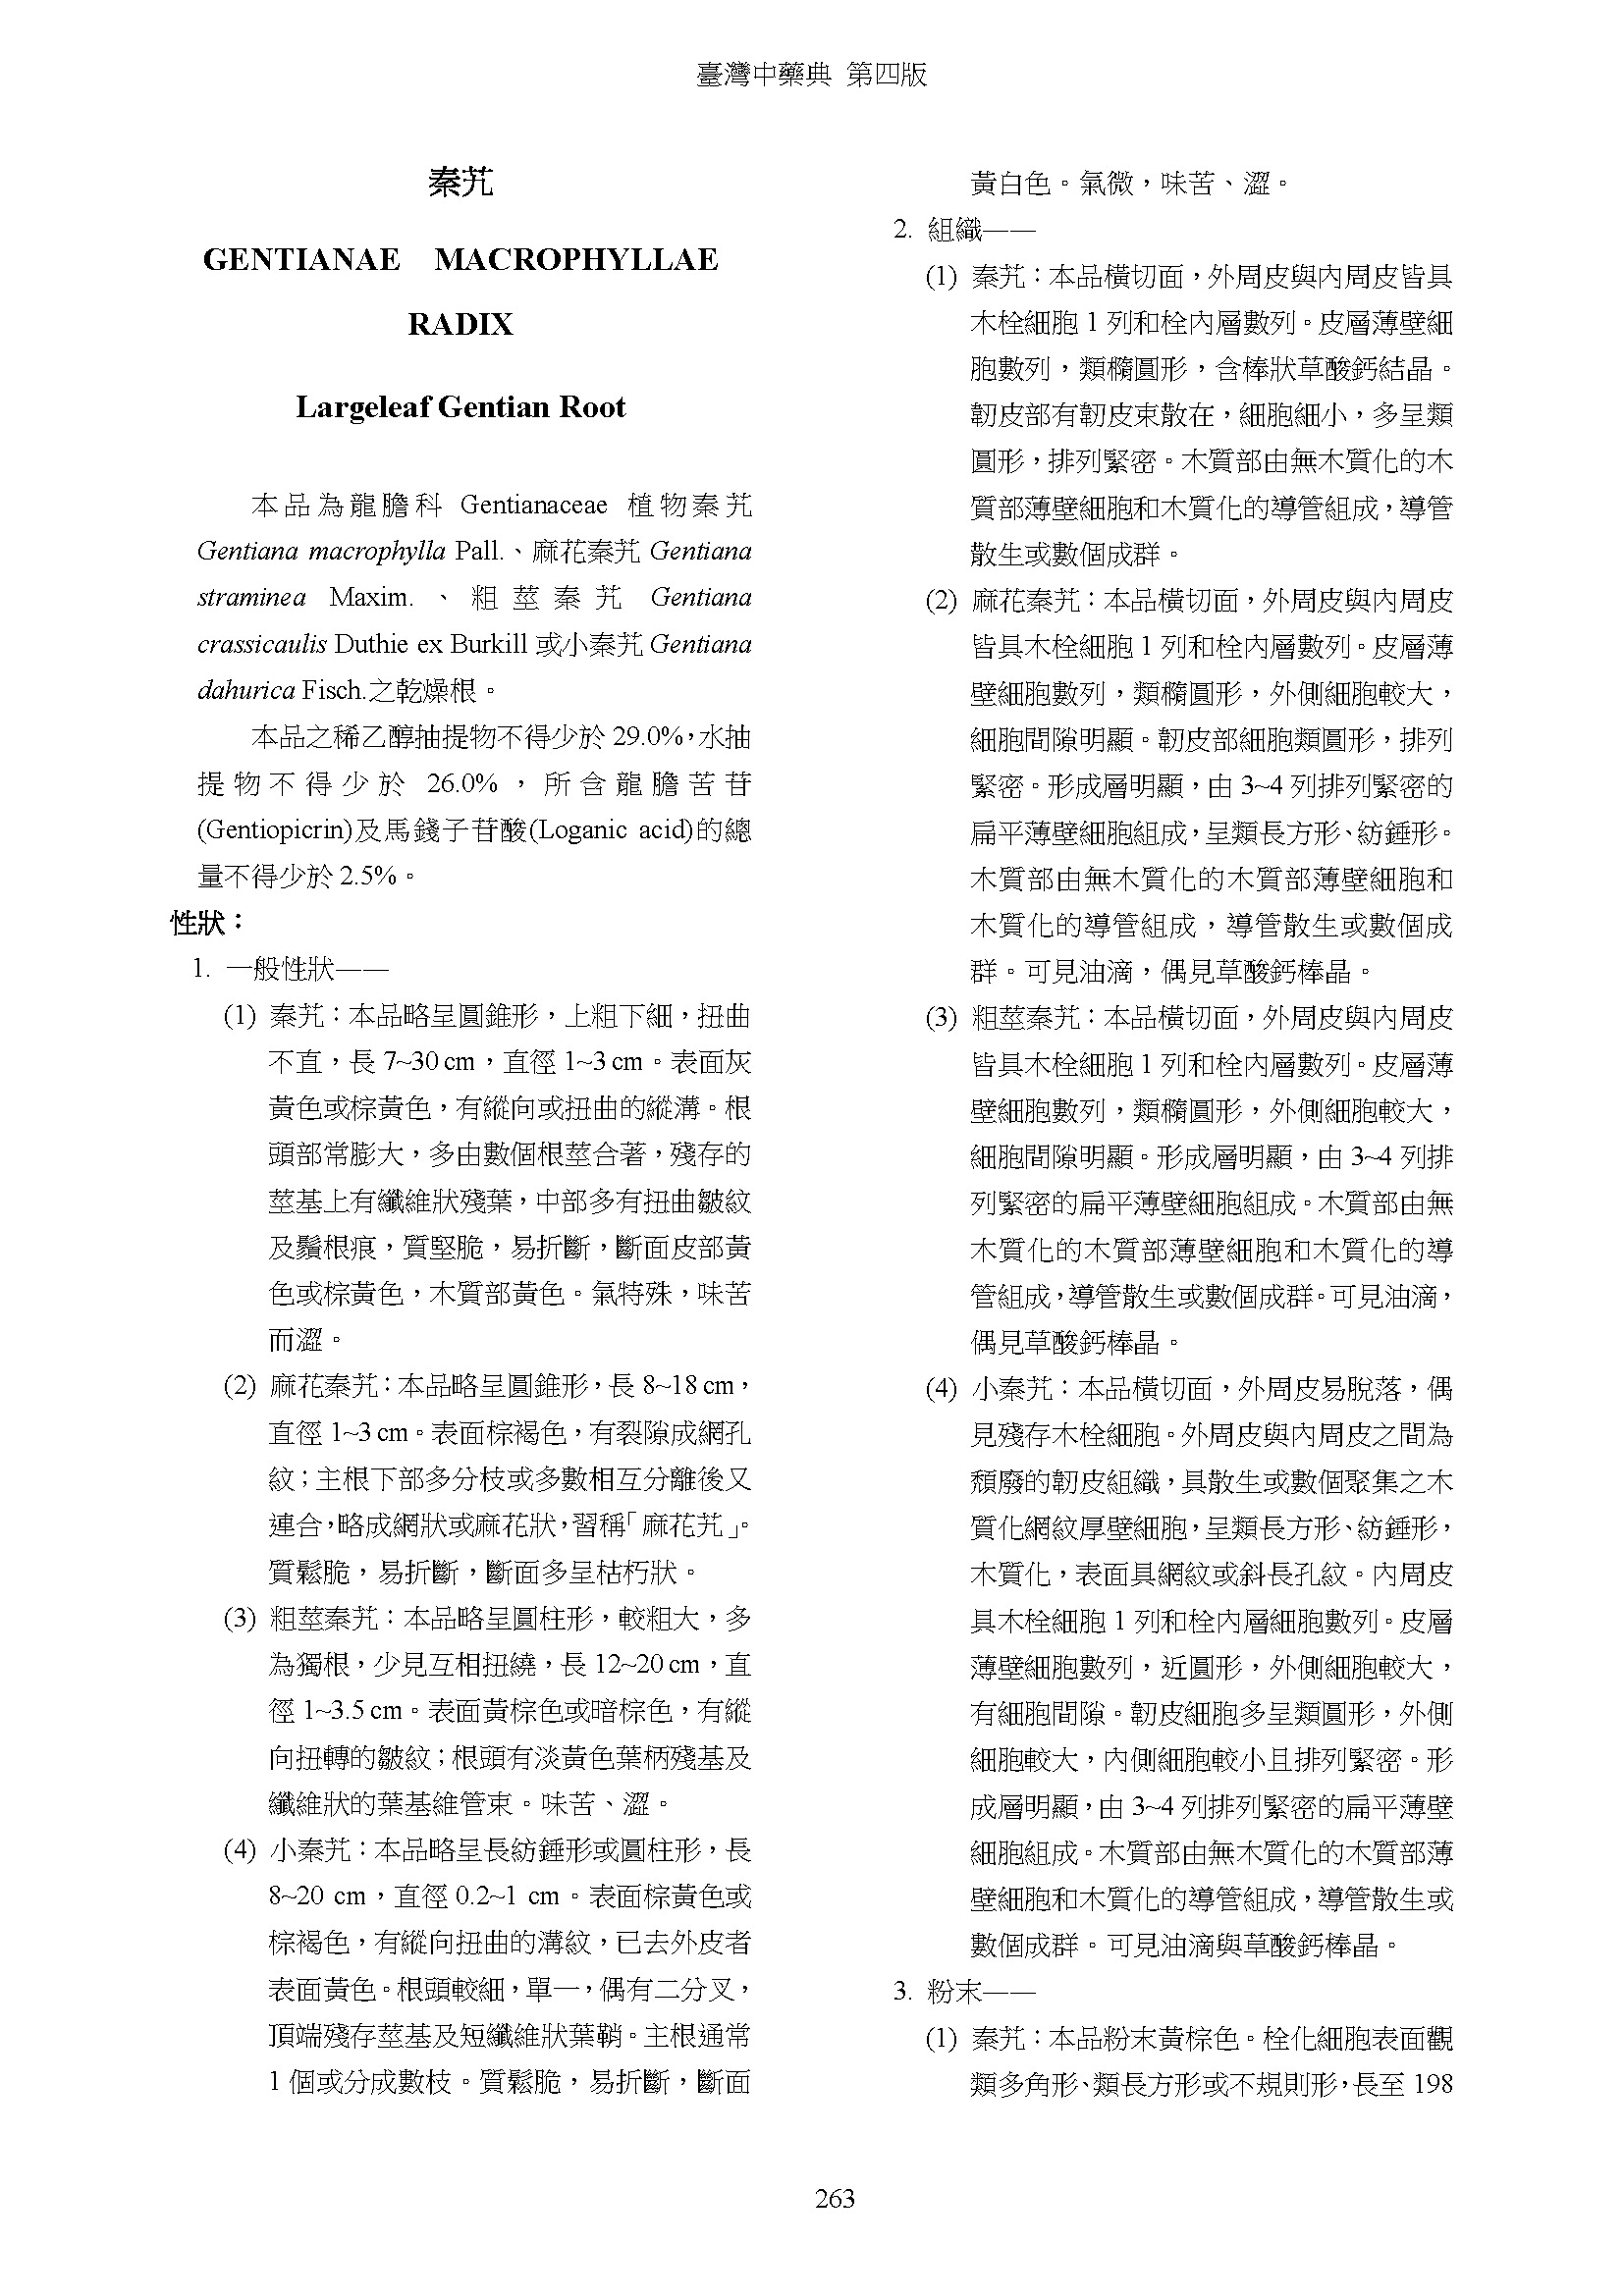 臺灣中藥典 第四版
秦艽
GENTIANAE MACROPHYLLAE
RADIX
Largeleaf Gentian Root
本品為龍膽科 Gentianaceae 植物秦艽
Gentiana macrophylla Pall.、麻花秦艽 Gentiana
straminea Maxim.、粗莖秦艽 Gentiana
crassicaulis Duthie ex Burkill 或小秦艽 Gentiana
dahurica Fisch.之乾燥根。
本品之稀乙醇抽提物不得少於 29.0%，水抽
提物不得少於 26.0%，所含龍膽苦苷
(Gentiopicrin)及馬錢子苷酸(Loganic acid)的總
量不得少於 2.5%。
性狀：
1. 一般性狀——
(1) 秦艽：本品略呈圓錐形，上粗下細，扭曲
不直，長 7~30 cm，直徑 1~3 cm。表面灰
黃色或棕黃色，有縱向或扭曲的縱溝。根
頭部常膨大，多由數個根莖合著，殘存的
莖基上有纖維狀殘葉，中部多有扭曲皺紋
及鬚根痕，質堅脆，易折斷，斷面皮部黃
色或棕黃色，木質部黃色。氣特殊，味苦
而澀。
(2) 麻花秦艽：本品略呈圓錐形，長 8~18 cm，
直徑 1~3 cm。表面棕褐色，有裂隙成網孔
紋；主根下部多分枝或多數相互分離後又
連合，略成網狀或麻花狀，習稱「麻花艽」。
質鬆脆，易折斷，斷面多呈枯朽狀。
(3) 粗莖秦艽：本品略呈圓柱形，較粗大，多
為獨根，少見互相扭繞，長 12~20 cm，直
徑 1~3.5 cm。表面黃棕色或暗棕色，有縱
向扭轉的皺紋；根頭有淡黃色葉柄殘基及
纖維狀的葉基維管束。味苦、澀。
(4) 小秦艽：本品略呈長紡錘形或圓柱形，長
8~20 cm，直徑 0.2~1 cm。表面棕黃色或
棕褐色，有縱向扭曲的溝紋，已去外皮者
表面黃色。根頭較細，單一，偶有二分叉，
頂端殘存莖基及短纖維狀葉鞘。主根通常
1 個或分成數枝。質鬆脆，易折斷，斷面
黃白色。氣微，味苦、澀。
2. 組織——
(1) 秦艽：本品橫切面，外周皮與內周皮皆具
木栓細胞 1 列和栓內層數列。皮層薄壁細
胞數列，類橢圓形，含棒狀草酸鈣結晶。
韌皮部有韌皮束散在，細胞細小，多呈類
圓形，排列緊密。木質部由無木質化的木
質部薄壁細胞和木質化的導管組成，導管
散生或數個成群。
(2) 麻花秦艽：本品橫切面，外周皮與內周皮
皆具木栓細胞 1 列和栓內層數列。皮層薄
壁細胞數列，類橢圓形，外側細胞較大，
細胞間隙明顯。韌皮部細胞類圓形，排列
緊密。形成層明顯，由 3~4 列排列緊密的
扁平薄壁細胞組成，呈類長方形、紡錘形。
木質部由無木質化的木質部薄壁細胞和
木質化的導管組成，導管散生或數個成
群。可見油滴，偶見草酸鈣棒晶。
(3) 粗莖秦艽：本品橫切面，外周皮與內周皮
皆具木栓細胞 1 列和栓內層數列。皮層薄
壁細胞數列，類橢圓形，外側細胞較大，
細胞間隙明顯。形成層明顯，由 3~4 列排
列緊密的扁平薄壁細胞組成。木質部由無
木質化的木質部薄壁細胞和木質化的導
管組成，導管散生或數個成群。可見油滴，
偶見草酸鈣棒晶。
(4) 小秦艽：本品橫切面，外周皮易脫落，偶
見殘存木栓細胞。外周皮與內周皮之間為
頹廢的韌皮組織，具散生或數個聚集之木
質化網紋厚壁細胞，呈類長方形、紡錘形，
木質化，表面具網紋或斜長孔紋。內周皮
具木栓細胞 1 列和栓內層細胞數列。皮層
薄壁細胞數列，近圓形，外側細胞較大，
有細胞間隙。韌皮細胞多呈類圓形，外側
細胞較大，內側細胞較小且排列緊密。形
成層明顯，由 3~4 列排列緊密的扁平薄壁
細胞組成。木質部由無木質化的木質部薄
壁細胞和木質化的導管組成，導管散生或
數個成群。可見油滴與草酸鈣棒晶。
3. 粉末——
(1) 秦艽：本品粉末黃棕色。栓化細胞表面觀
類多角形、類長方形或不規則形，長至 198
263